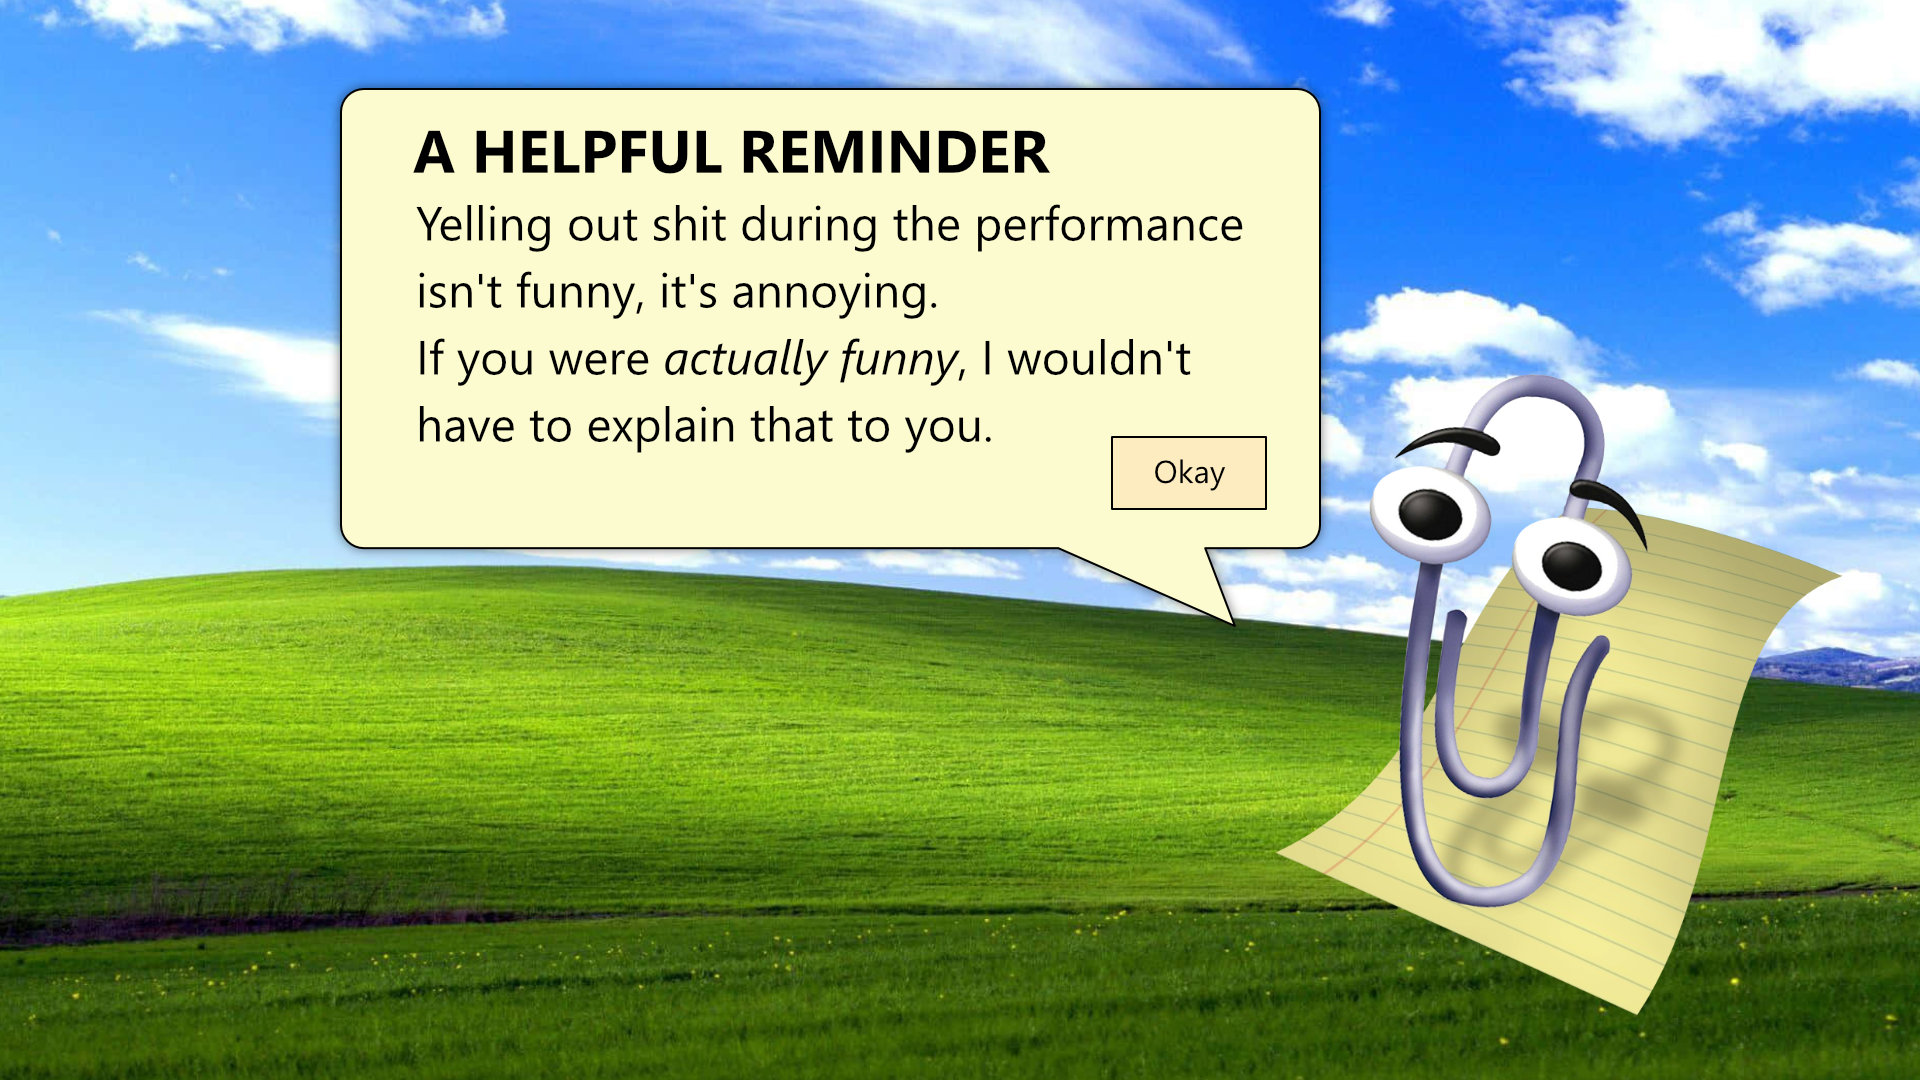 A HELPFUL REMINDER
Yelling out shit during the performance
isn't funny, it's annoying.
If you were actually funny, I wouldn't
have to explain that to you.
Okay